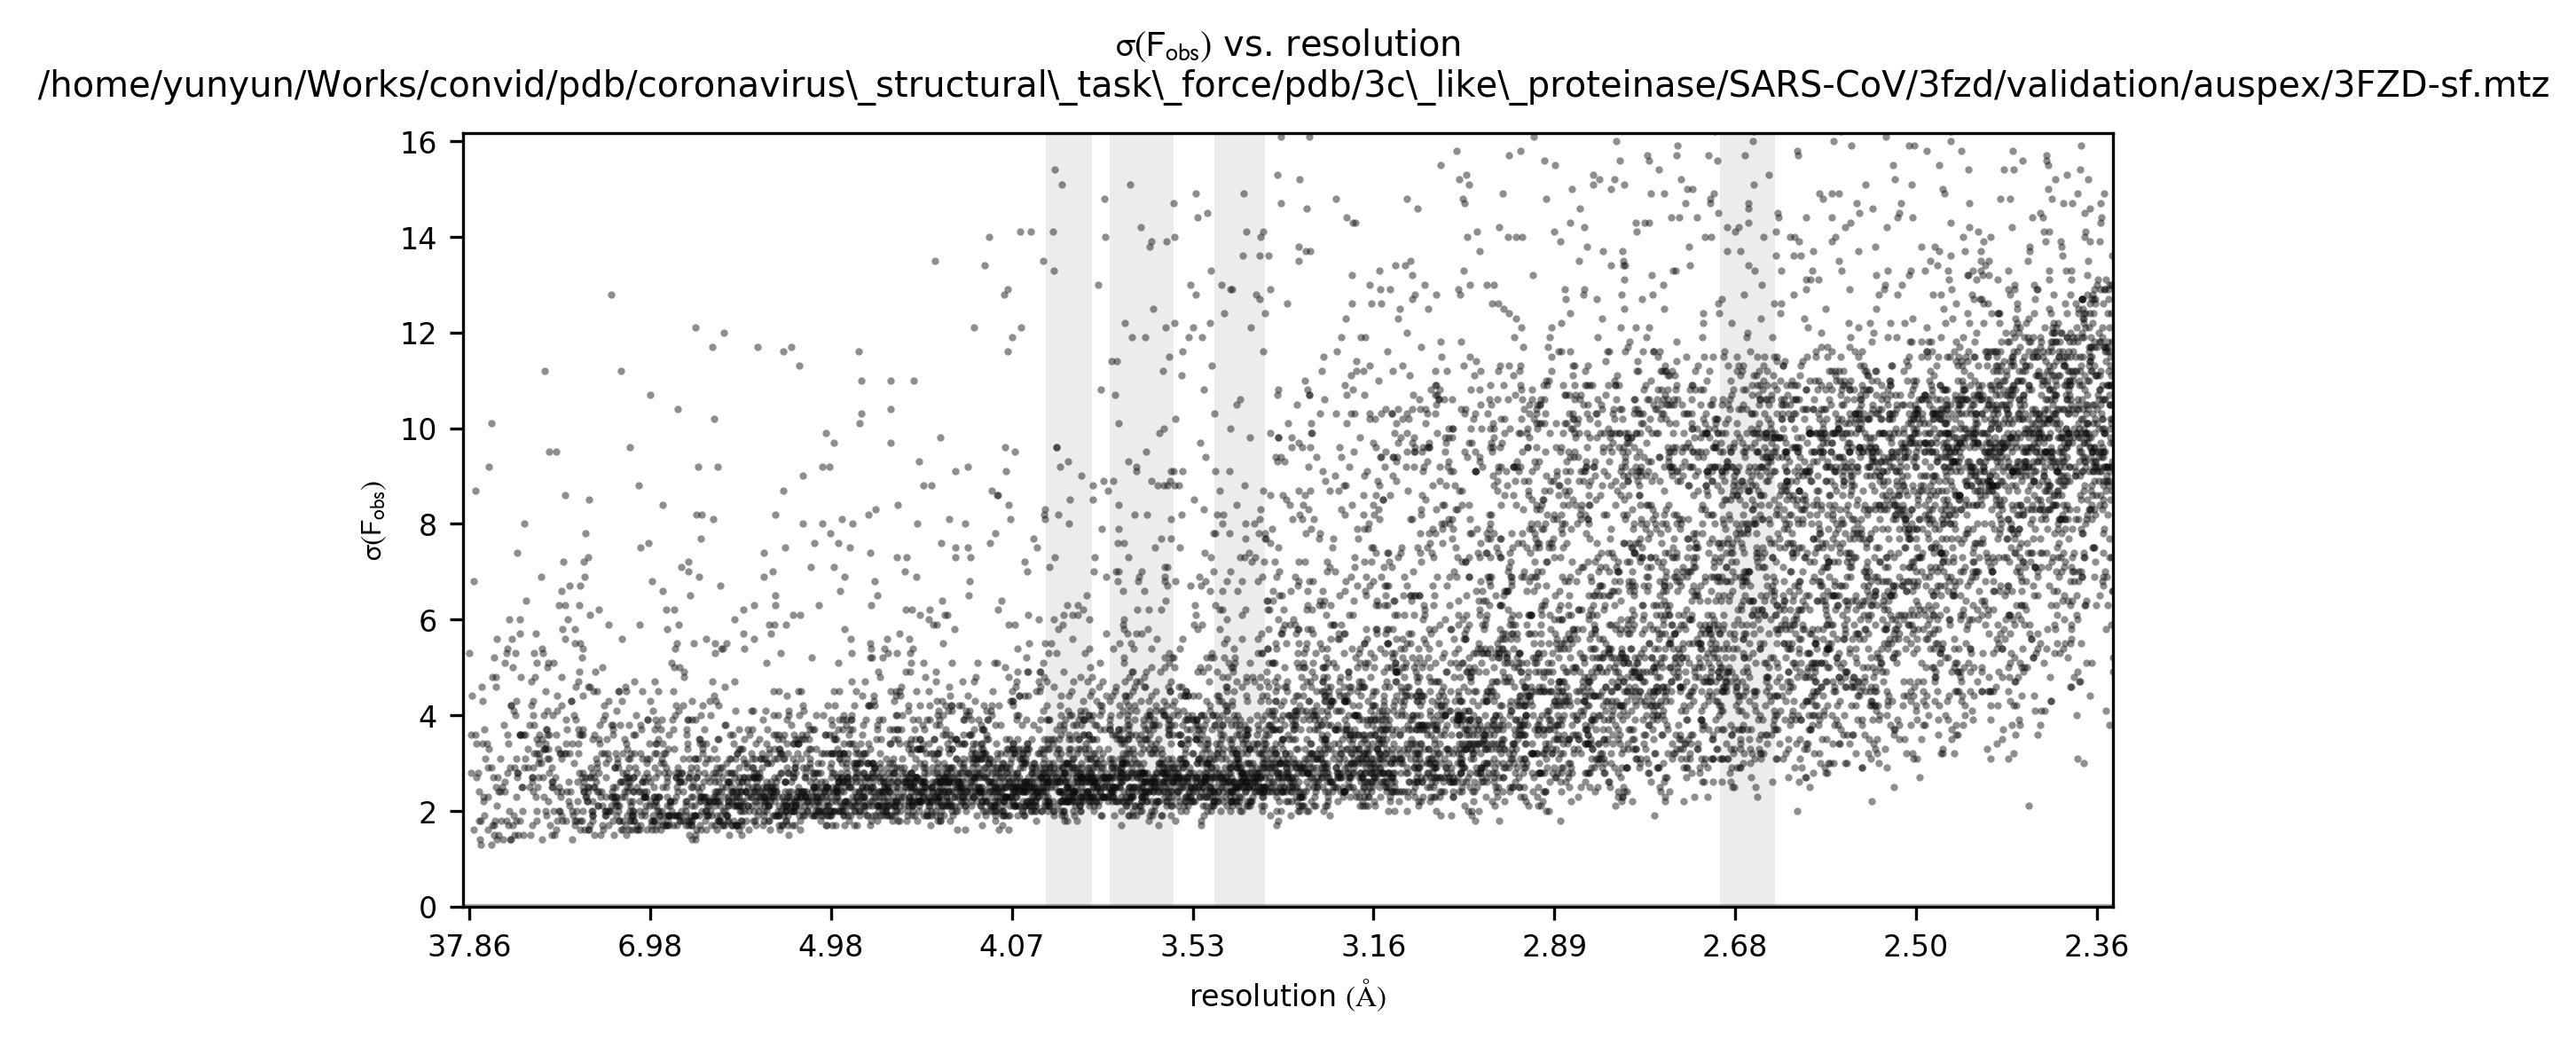 σ(Fobs) vs. resolution
/home/yunyun/Works/convid/pdb/coronavirus\_structural\_task\_force/pdb/3c\_like\_proteinase/SARS-CoV/3fzd/validation/auspex/3FZD-sf.mtz
16
14
12
10
8
6
4
2
0
σ(Fobs)
37.86 6.98 4.98 4.07 3.53 3.16 2.89 2.68 2.50 2.36
resolution (Å)